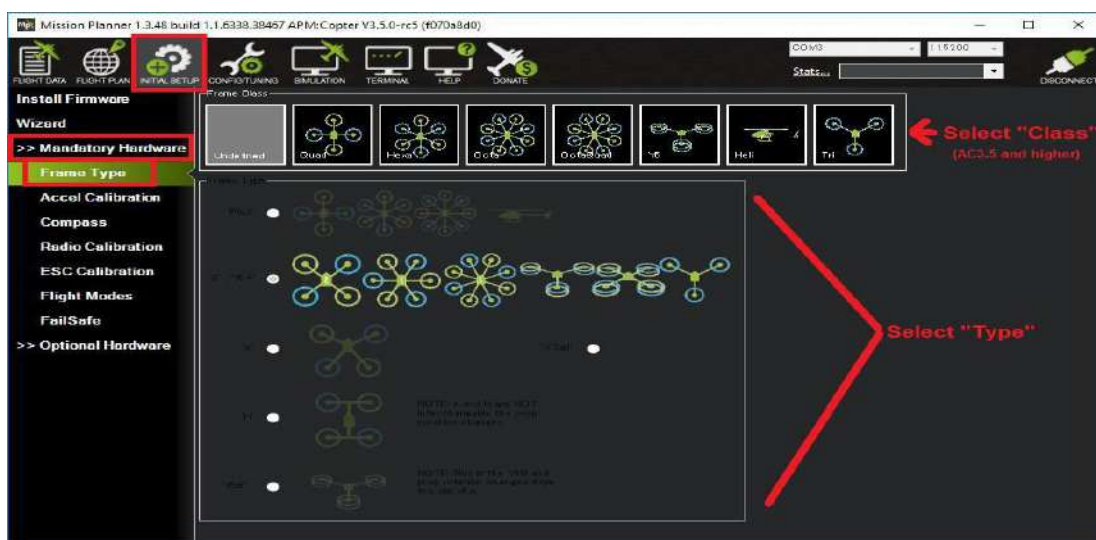 Mission Planner 1.3.48 build 1.1.6338.38467 APM:Copter V3.5.0-rc5 (f070a8d0)
FLIGHT DATA FLIGHT PLAN INITIAL SETUP CONFIG/TUNING SIMULATION TERMINAL HELP DONATE
COM3 115200
Stats...
DISCONNECT
Install Firmware
Wizard
>> Mandatory Hardware
Frame Type
Accel Calibration
Compass
Radio Calibration
ESC Calibration
Flight Modes
FailSafe
>> Optional Hardware
Frame Class
Undefined Quad Hexa Octa OctaQuad Y6 Heli Tri
Select "Class"
(AC3.5 and higher)
Frame Type
Select "Type"